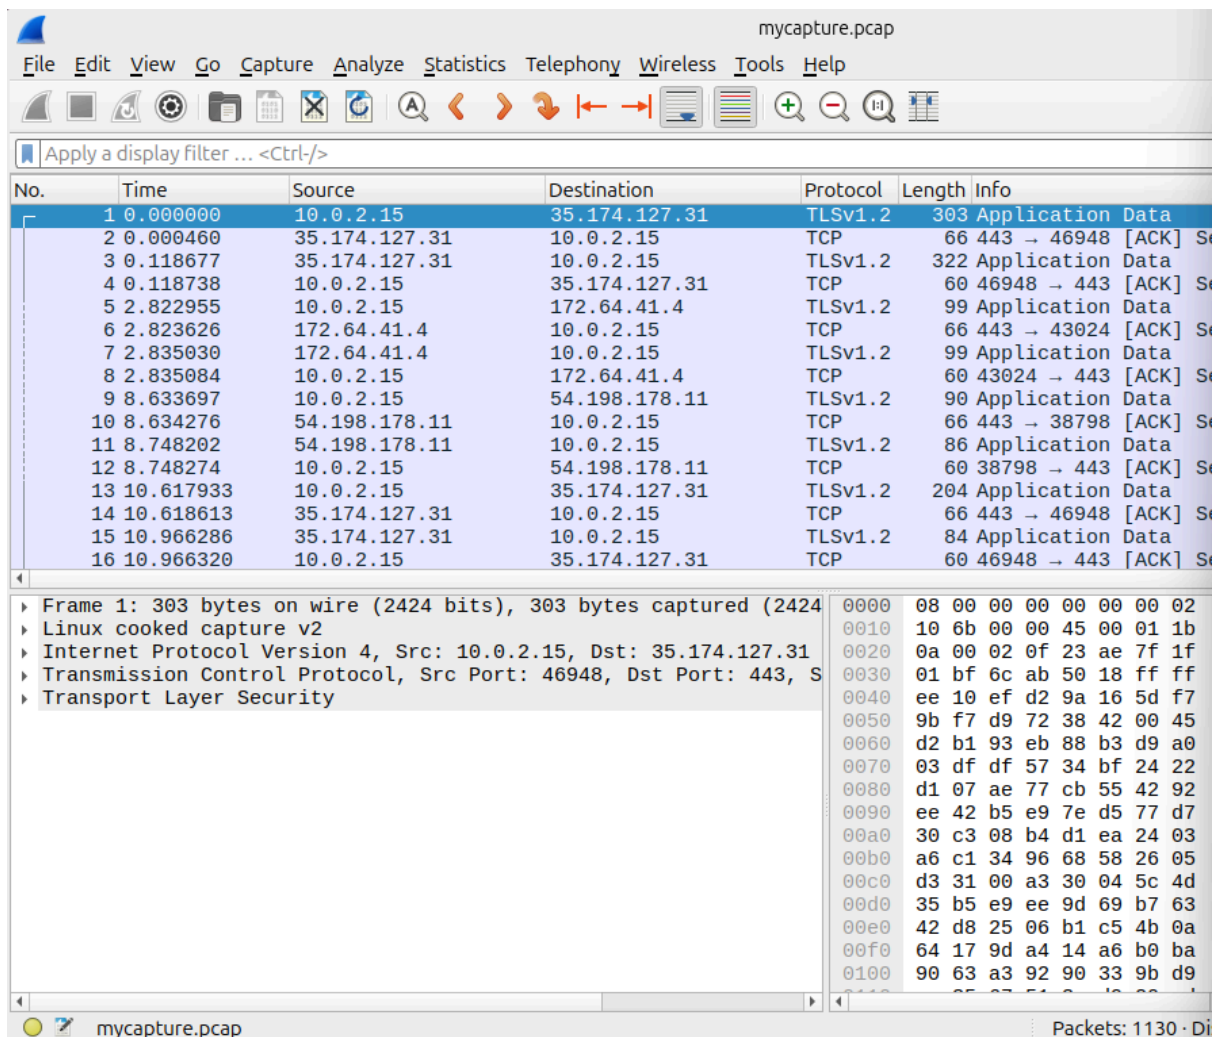 mycapture.pcap
File Edit View Go Capture Analyze Statistics Telephony Wireless Tools Help
Apply a display filter … <Ctrl-/>
No. Time Source Destination Protocol Length Info
1 0.000000 10.0.2.15 35.174.127.31 TLSv1.2 303 Application Data
2 0.000460 35.174.127.31 10.0.2.15 TCP 66 443 → 46948 [ACK] Se
3 0.118677 35.174.127.31 10.0.2.15 TLSv1.2 322 Application Data
4 0.118738 10.0.2.15 35.174.127.31 TCP 60 46948 → 443 [ACK] Se
5 2.822955 10.0.2.15 172.64.41.4 TLSv1.2 99 Application Data
6 2.823626 172.64.41.4 10.0.2.15 TCP 66 443 → 43024 [ACK] Se
7 2.835030 172.64.41.4 10.0.2.15 TLSv1.2 99 Application Data
8 2.835084 10.0.2.15 172.64.41.4 TCP 60 43024 → 443 [ACK] Se
9 8.633697 10.0.2.15 54.198.178.11 TLSv1.2 90 Application Data
10 8.634276 54.198.178.11 10.0.2.15 TCP 66 443 → 38798 [ACK] Se
11 8.748202 54.198.178.11 10.0.2.15 TLSv1.2 86 Application Data
12 8.748274 10.0.2.15 54.198.178.11 TCP 60 38798 → 443 [ACK] Se
13 10.617933 10.0.2.15 35.174.127.31 TLSv1.2 204 Application Data
14 10.618613 35.174.127.31 10.0.2.15 TCP 66 443 → 46948 [ACK] Se
15 10.966286 35.174.127.31 10.0.2.15 TLSv1.2 84 Application Data
16 10.966320 10.0.2.15 35.174.127.31 TCP 60 46948 → 443 [ACK] Se
Frame 1: 303 bytes on wire (2424 bits), 303 bytes captured (2424
Linux cooked capture v2
Internet Protocol Version 4, Src: 10.0.2.15, Dst: 35.174.127.31
Transmission Control Protocol, Src Port: 46948, Dst Port: 443, S
Transport Layer Security
0000 08 00 00 00 00 00 00 02
0010 10 6b 00 00 45 00 01 1b
0020 0a 00 02 0f 23 ae 7f 1f
0030 01 bf 6c ab 50 18 ff ff
0040 ee 10 ef d2 9a 16 5d f7
0050 9b f7 d9 72 38 42 00 45
0060 d2 b1 93 eb 88 b3 d9 a0
0070 03 df df 57 34 bf 24 22
0080 d1 07 ae 77 cb 55 42 92
0090 ee 42 b5 e9 7e d5 77 d7
00a0 30 c3 08 b4 d1 ea 24 03
00b0 a6 c1 34 96 68 58 26 05
00c0 d3 31 00 a3 30 04 5c 4d
00d0 35 b5 e9 ee 9d 69 b7 63
00e0 42 d8 25 06 b1 c5 4b 0a
00f0 64 17 9d a4 14 a6 b0 ba
0100 90 63 a3 92 90 33 9b d9
mycapture.pcap
Packets: 1130 · Di